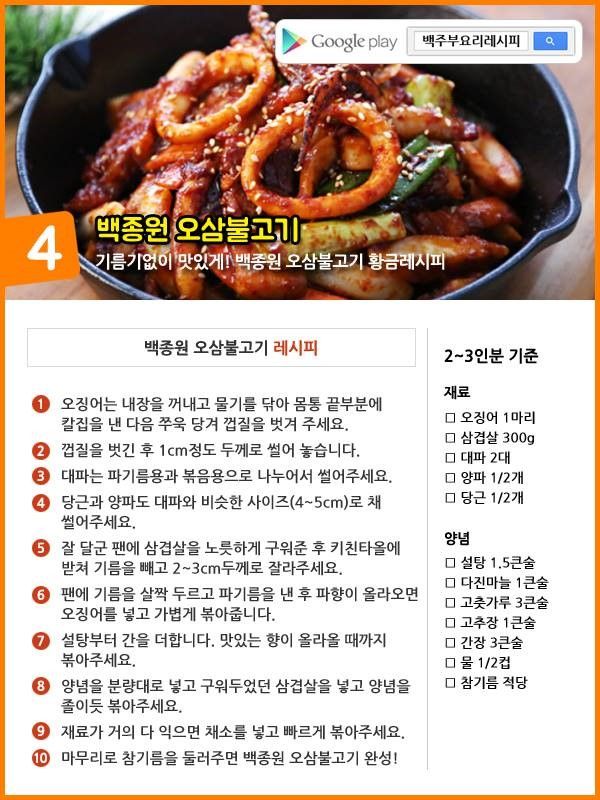 Google play 백주부요리레시피
4
백종원 오삼불고기
기름기없이 맛있게! 백종원 오삼불고기 황금레시피
백종원 오삼불고기 레시피
1 오징어는 내장을 꺼내고 물기를 닦아 몸통 끝부분에
칼집을 낸 다음 쭈욱 당겨 껍질을 벗겨 주세요.
2 껍질을 벗긴 후 1cm정도 두께로 썰어 놓습니다.
3 대파는 파기름용과 볶음용으로 나누어서 썰어주세요.
4 당근과 양파도 대파와 비슷한 사이즈(4~5cm)로 채
썰어주세요.
5 잘 달군 팬에 삼겹살을 노릇하게 구워준 후 키친타올에
받쳐 기름을 빼고 2~3cm두께로 잘라주세요.
6 팬에 기름을 살짝 두르고 파기름을 낸 후 파향이 올라오면
오징어를 넣고 가볍게 볶아줍니다.
7 설탕부터 간을 더합니다. 맛있는 향이 올라올 때까지
볶아주세요.
8 양념을 분량대로 넣고 구워두었던 삼겹살을 넣고 양념을
졸이듯 볶아주세요.
9 재료가 거의 다 익으면 채소를 넣고 빠르게 볶아주세요.
10 마무리로 참기름을 둘러주면 백종원 오삼불고기 완성!
2~3인분 기준
재료
□ 오징어 1마리
□ 삼겹살 300g
□ 대파 2대
□ 양파 1/2개
□ 당근 1/2개
양념
□ 설탕 1.5큰술
□ 다진마늘 1큰술
□ 고춧가루 3큰술
□ 고추장 1큰술
□ 간장 3큰술
□ 물 1/2컵
□ 참기름 적당